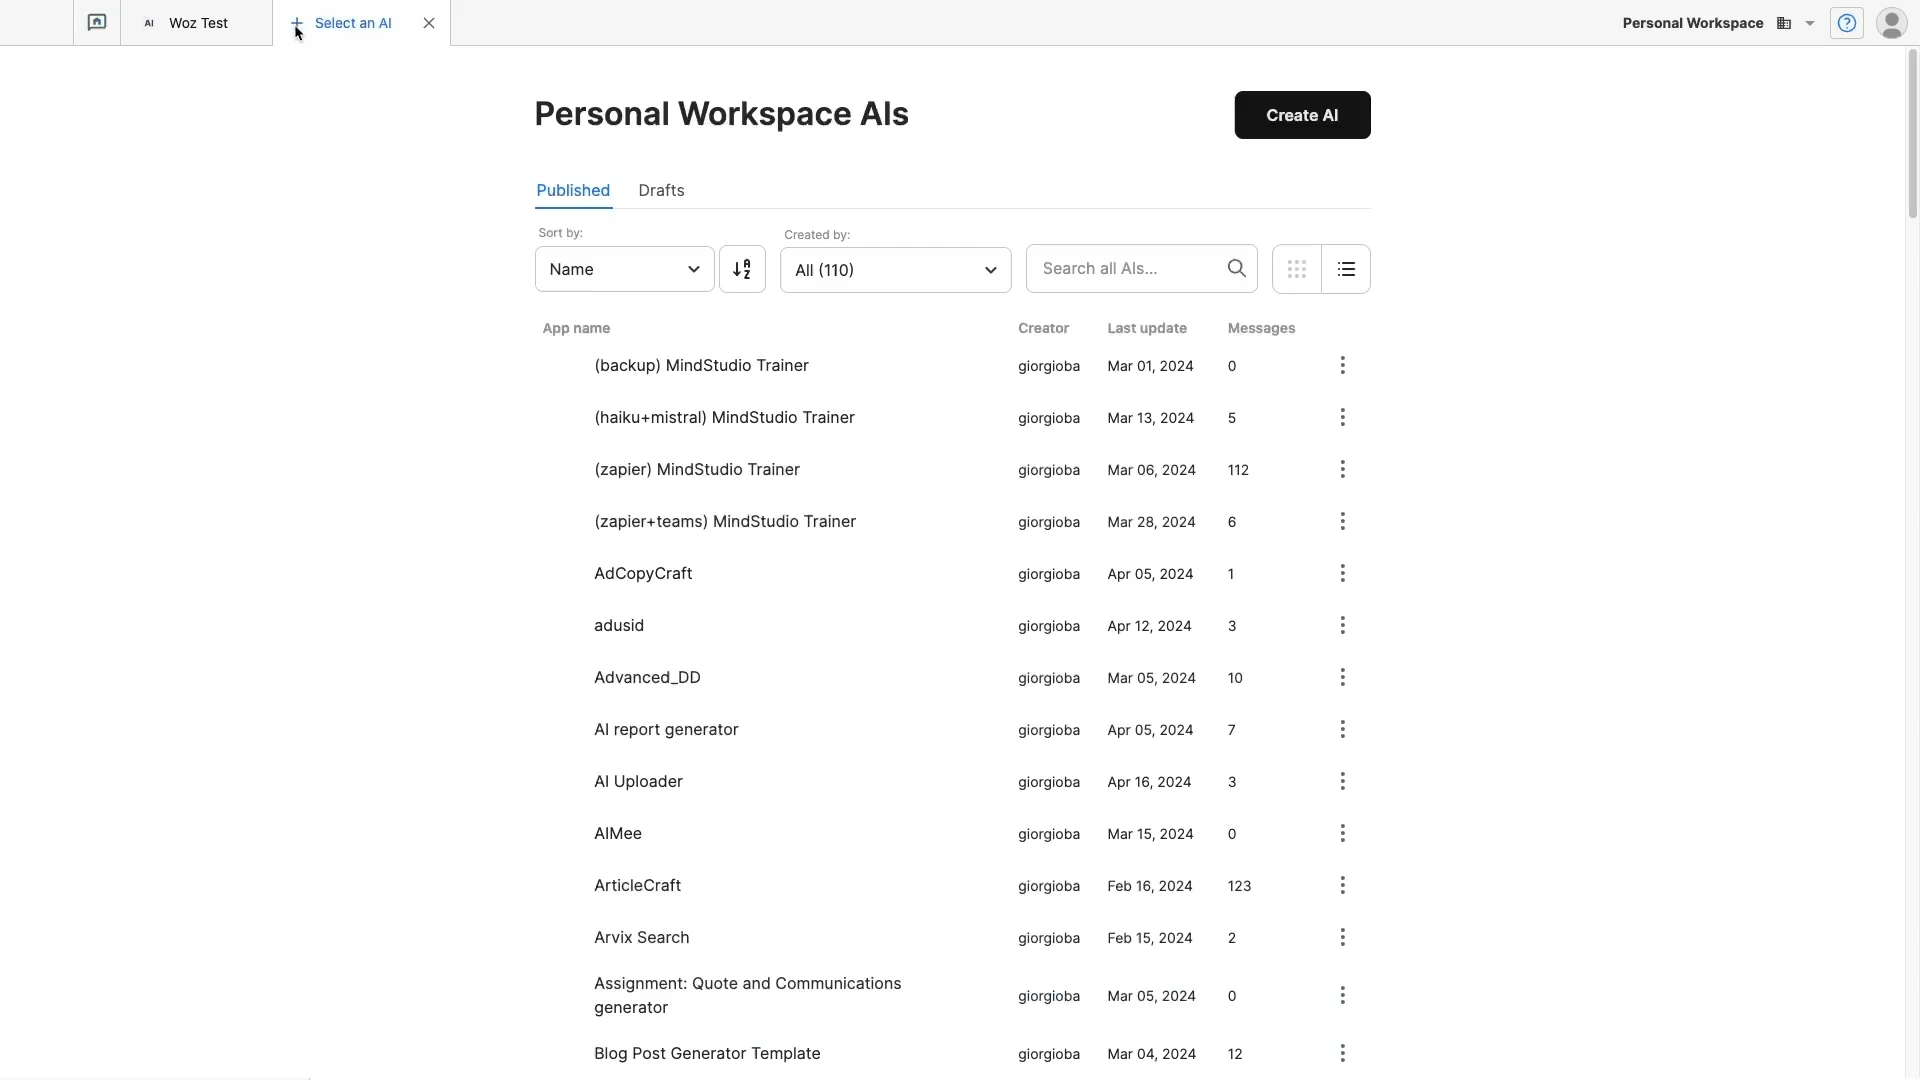 AI Woz Test Select an AI Personal Workspace
Personal Workspace AIs
Create AI
Published Drafts
Sort by: Created by:
Name A Z All (110) Search all AIs...
App name Creator Last update Messages
(backup) MindStudio Trainer giorgioba Mar 01, 2024 0
(haiku+mistral) MindStudio Trainer giorgioba Mar 13, 2024 5
(zapier) MindStudio Trainer giorgioba Mar 06, 2024 112
(zapier+teams) MindStudio Trainer giorgioba Mar 28, 2024 6
AdCopyCraft giorgioba Apr 05, 2024 1
adusid giorgioba Apr 12, 2024 3
Advanced_DD giorgioba Mar 05, 2024 10
AI report generator giorgioba Apr 05, 2024 7
AI Uploader giorgioba Apr 16, 2024 3
AIMee giorgioba Mar 15, 2024 0
ArticleCraft giorgioba Feb 16, 2024 123
Arvix Search giorgioba Feb 15, 2024 2
Assignment: Quote and Communications
generator giorgioba Mar 05, 2024 0
Blog Post Generator Template giorgioba Mar 04, 2024 12